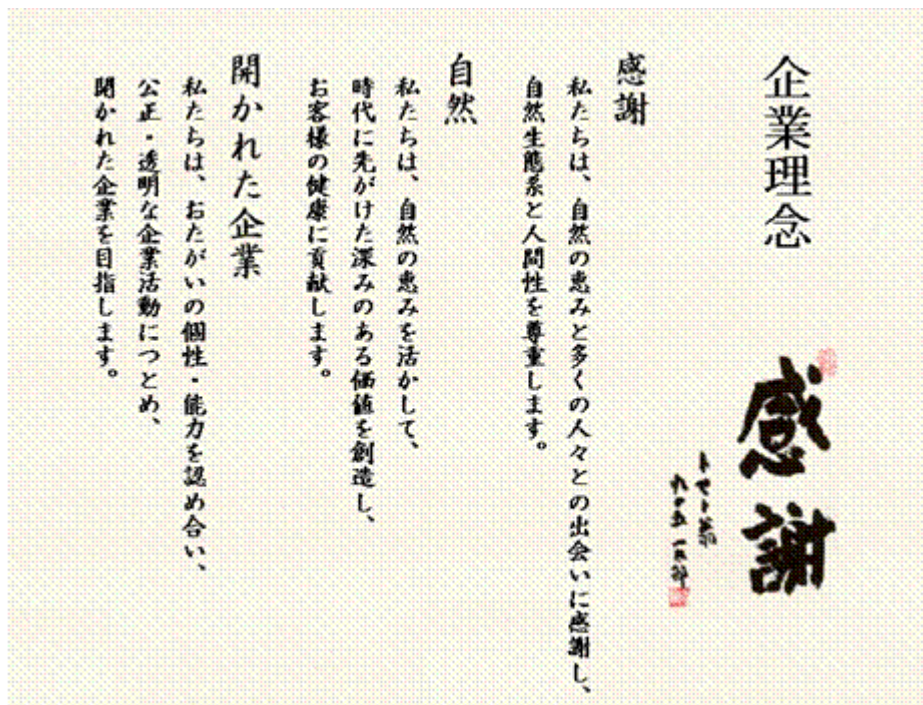 企業理念
感謝
感謝
私たちは、自然の恵みと多くの人々との出会いに感謝し、
自然生態系と人間性を尊重します。
自然
私たちは、自然の恵みを活かして、
時代に先がけた深みのある価値を創造し、
お客様の健康に貢献します。
開かれた企業
私たちは、おたがいの個性・能力を認め合い、
公正・透明な企業活動につとめ、
開かれた企業を目指します。